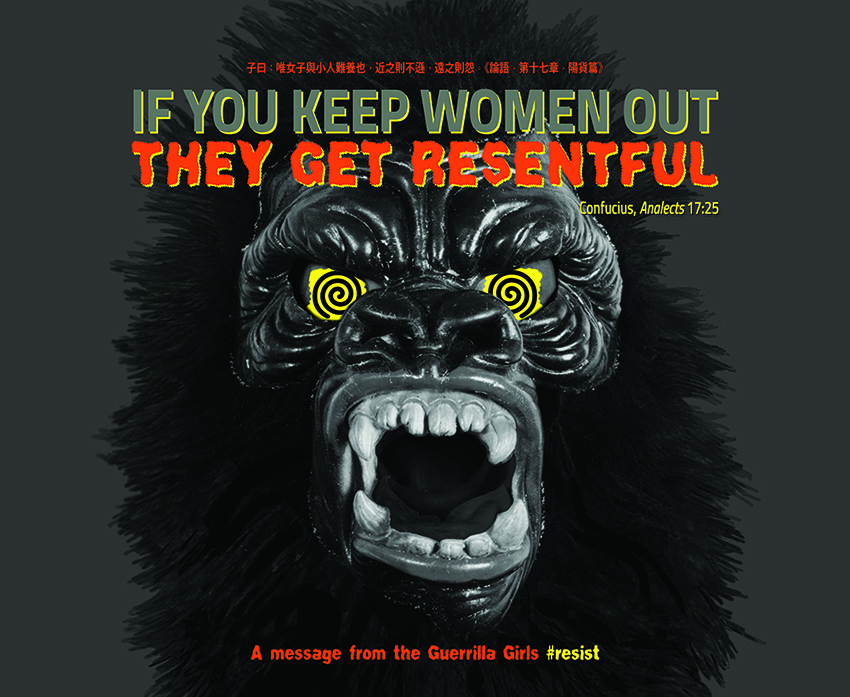 子曰：唯女子與小人難養也，近之則不遜，遠之則怨。《論語．第十七章．陽貨篇》
IF YOU KEEP WOMEN OUT
THEY GET RESENTFUL
Confucius, Analects 17:25
A message from the Guerrilla Girls #resist